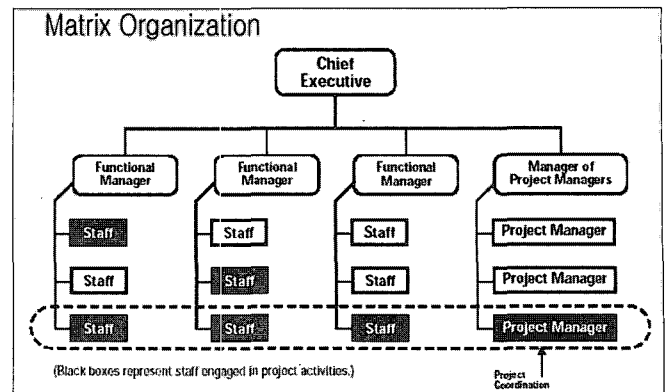 Matrix Organization
Chief
Executive
Functional
Manager
Functional
Manager
Functional
Manager
Manager of
Project Managers
Staff
Staff
Staff
Project Manager
Staff
Staff
Staff
Project Manager
Staff
Staff
Staff
Project Manager
(Black boxes represent staff engaged in project activities.)
Project
Coordination